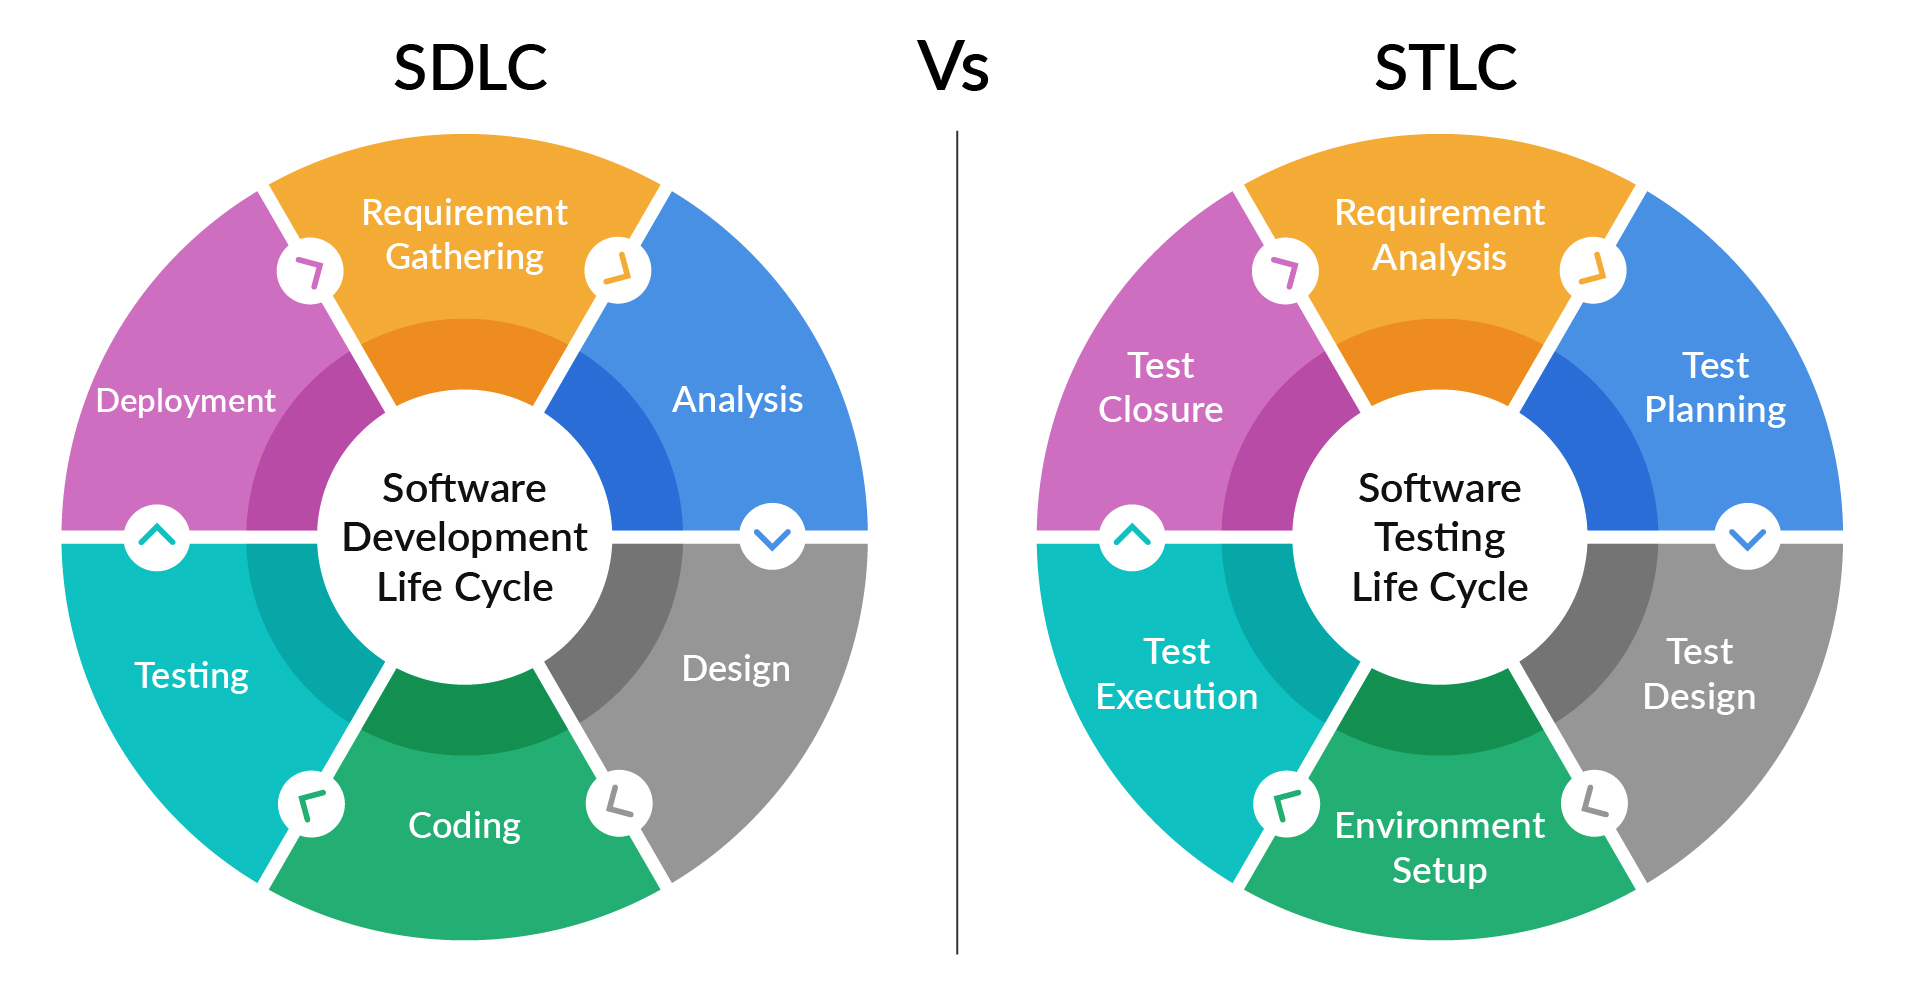 SDLC
Vs
STLC
Requirement
Gathering
Analysis
Design
Coding
Testing
Deployment
Software
Development
Life Cycle
Requirement
Analysis
Test
Planning
Test
Design
Environment
Setup
Test
Execution
Test
Closure
Software
Testing
Life Cycle